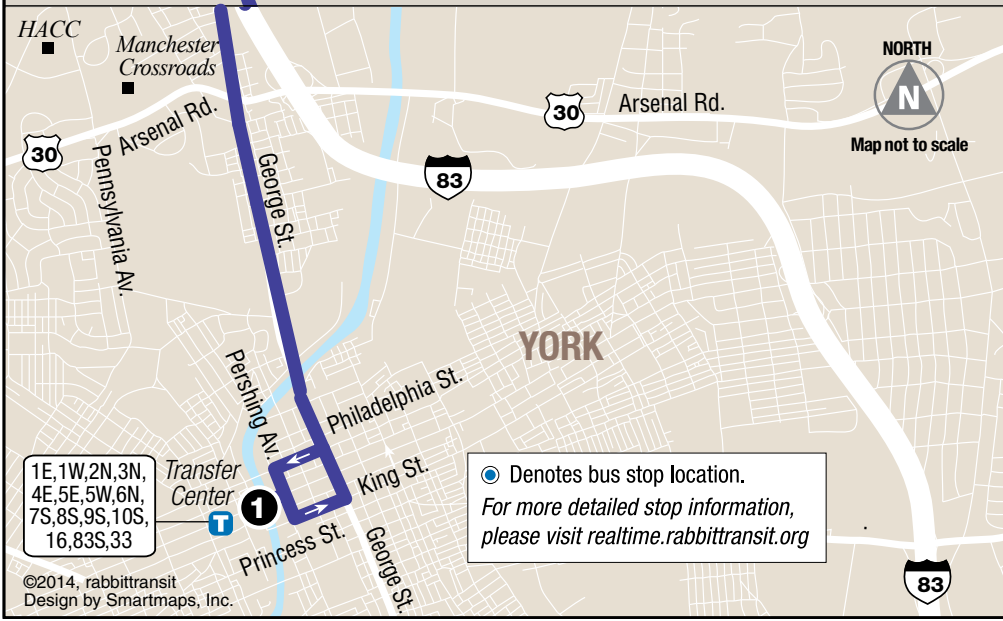 HACC
Manchester
Crossroads
NORTH
N
Map not to scale
30
Arsenal Rd.
30
Arsenal Rd.
83
Pennsylvania Av.
George St.
YORK
Pershing Av.
Philadelphia St.
King St.
1E,1W,2N,3N,
4E,5E,5W,6N,
7S,8S,9S,10S,
16,83S,33
Transfer
Center
T
1
Princess St.
George St.
Denotes bus stop location.
For more detailed stop information,
please visit realtime.rabbittransit.org
83
©2014, rabbittransit
Design by Smartmaps, Inc.